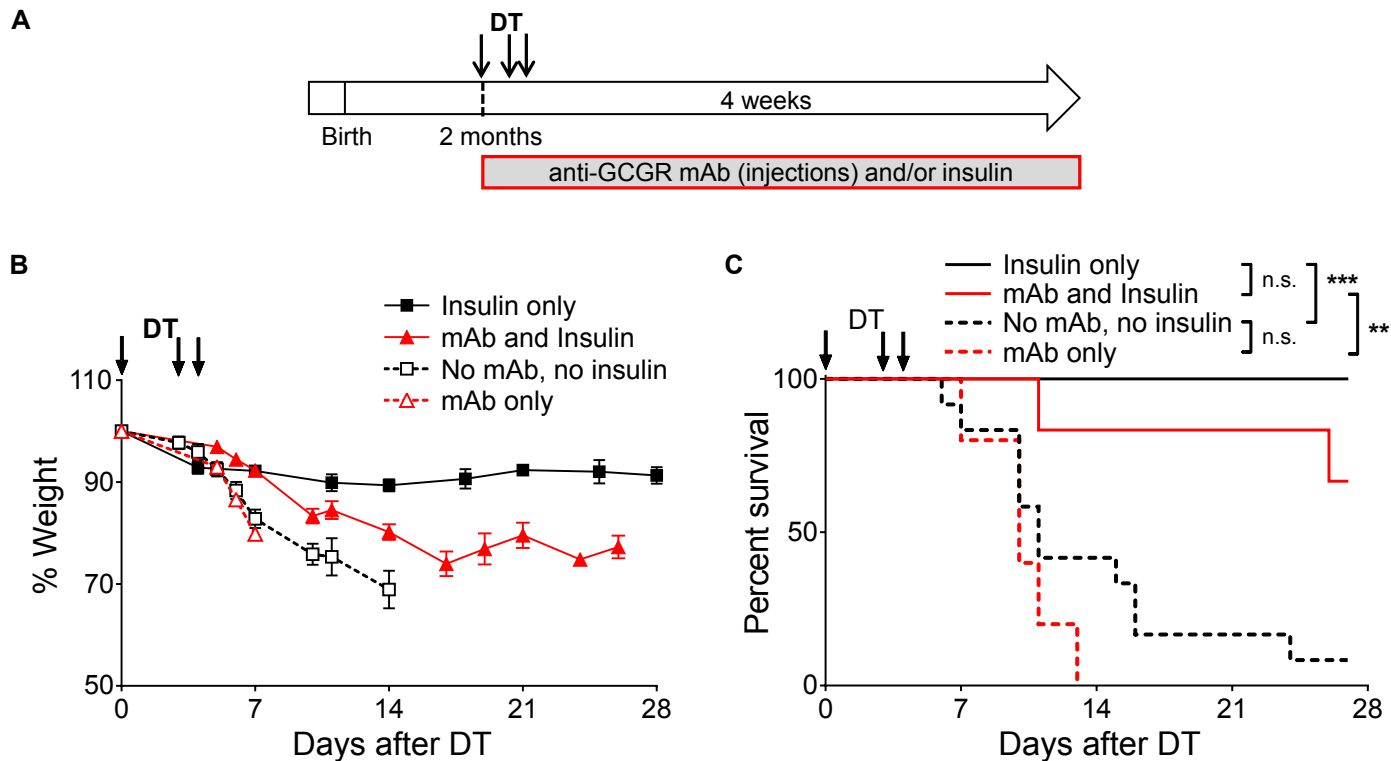 A
DT
4 weeks
Birth
2 months
anti-GCGR mAb (injections) and/or insulin
B
Insulin only
mAb and Insulin
No mAb, no insulin
mAb only
DT
110
90
70
50
% Weight
0
7
14
21
28
Days after DT
C
Insulin only
mAb and Insulin
No mAb, no insulin
mAb only
n.s.
***
n.s.
**
DT
100
50
0
Percent survival
0
7
14
21
28
Days after DT